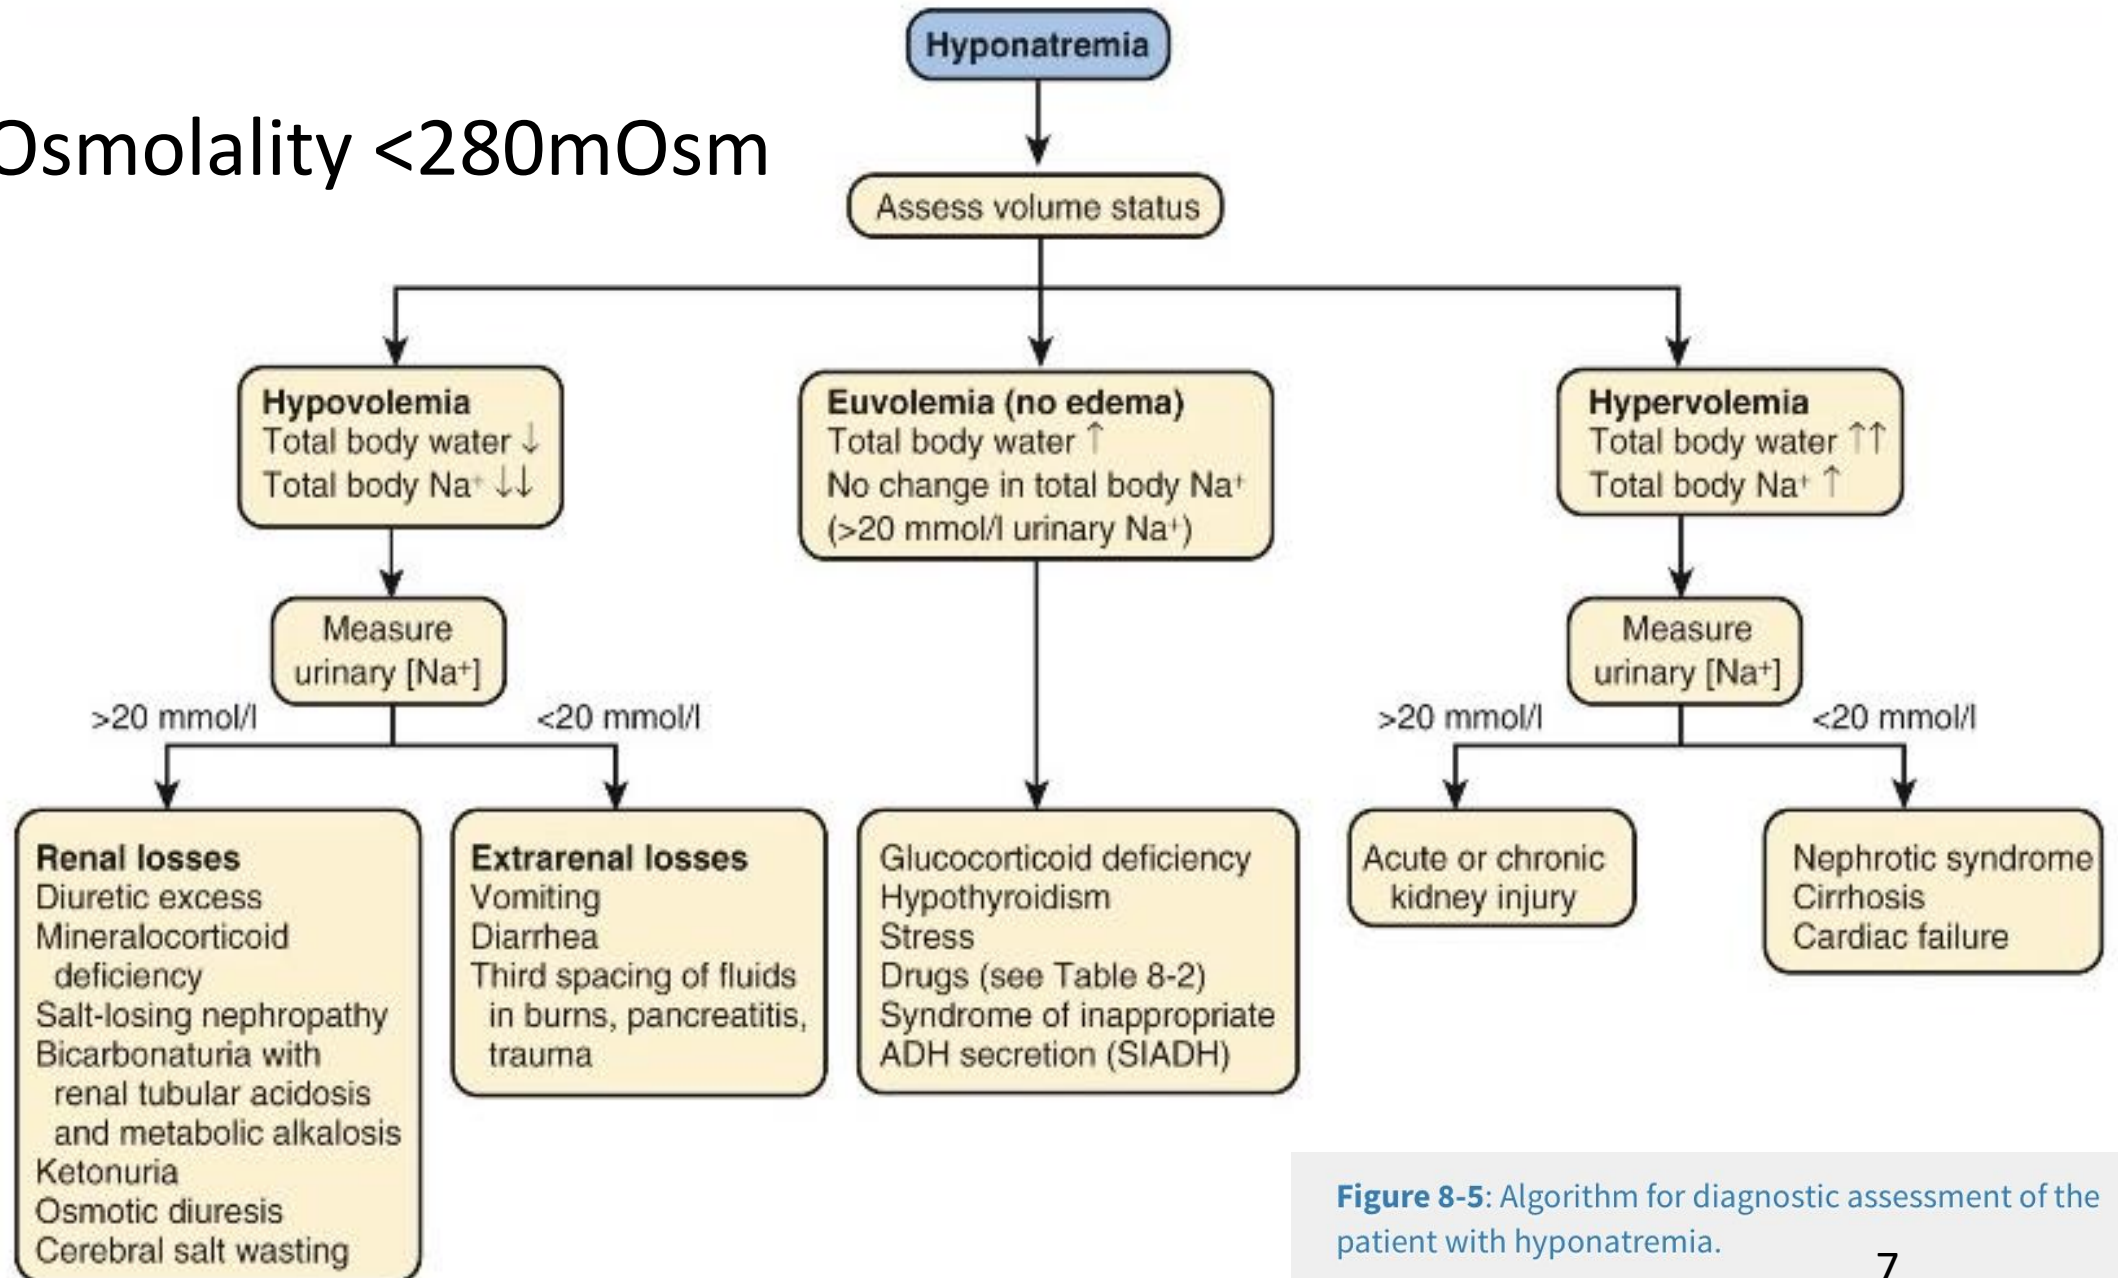 Hyponatremia
Osmolality <280mOsm
Assess volume status
Hypovolemia
Total body water ↓
Total body Na⁺ ↓↓
Euvolemia (no edema)
Total body water ↑
No change in total body Na⁺
(>20 mmol/l urinary Na⁺)
Hypervolemia
Total body water ↑↑
Total body Na⁺ ↑
Measure
urinary [Na⁺]
Measure
urinary [Na⁺]
>20 mmol/l
<20 mmol/l
>20 mmol/l
<20 mmol/l
Renal losses
Diuretic excess
Mineralocorticoid
deficiency
Salt-losing nephropathy
Bicarbonaturia with
renal tubular acidosis
and metabolic alkalosis
Ketonuria
Osmotic diuresis
Cerebral salt wasting
Extrarenal losses
Vomiting
Diarrhea
Third spacing of fluids
in burns, pancreatitis,
trauma
Glucocorticoid deficiency
Hypothyroidism
Stress
Drugs (see Table 8-2)
Syndrome of inappropriate
ADH secretion (SIADH)
Acute or chronic
kidney injury
Nephrotic syndrome
Cirrhosis
Cardiac failure
Figure 8-5: Algorithm for diagnostic assessment of the
patient with hyponatremia.
7